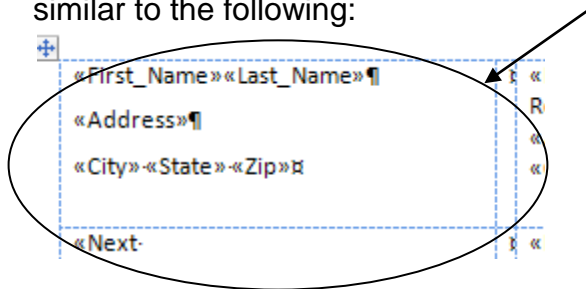 similar to the following:
«First_Name»«Last_Name»¶ ¤ «
«Address»¶ R
«
«City»·«State»·«Zip»¤ «
«Next· ¤ «